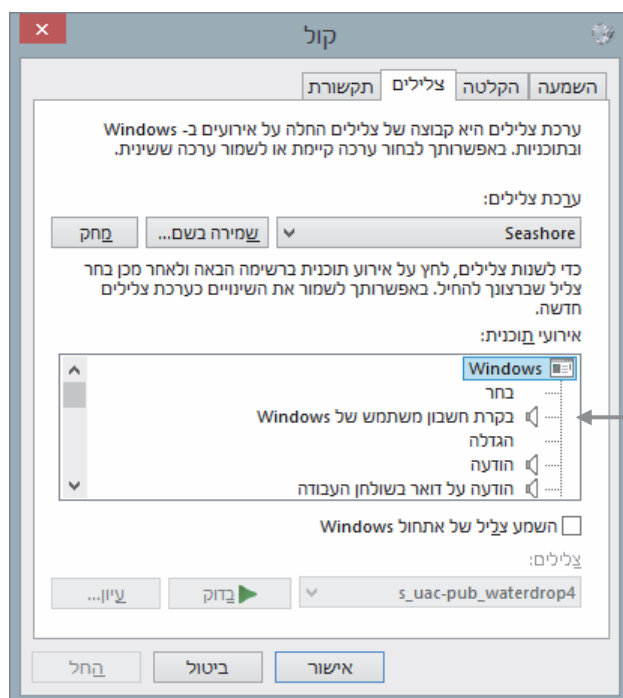 קול
השמעה הקלטה צלילים תקשורת
ערכת צלילים היא קבוצה של צלילים החלה על אירועים ב- Windows
ובתוכניות. באפשרותך לבחור ערכה קיימת או לשמור ערכה ששינית.
ערכת צלילים:
Seashore שמירה בשם... מחק
כדי לשנות צלילים, לחץ על אירוע תוכנית ברשימה הבאה ולאחר מכן בחר
צליל שברצונך להחיל. באפשרותך לשמור את השינויים כערכת צלילים
חדשה.
אירועי תוכנית:
Windows
בחר
בקרת חשבון משתמש של Windows
הגדלה
הודעה
הודעה על דואר בשולחן העבודה
השמע צליל של אתחול Windows
צלילים:
s_uac-pub_waterdrop4 בדוק עיון...
אישור ביטול החל